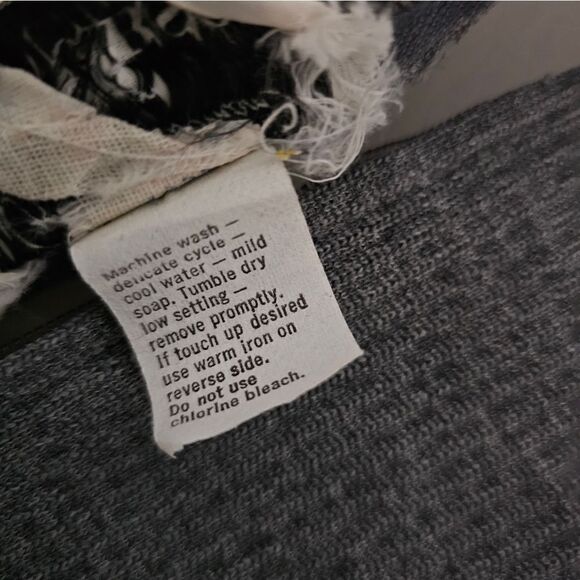 Machine wash —
delicate cycle —
cool water — mild
soap. Tumble dry
low setting —
remove promptly.
If touch up desired
use warm iron on
reverse side.
Do not use
chlorine bleach.